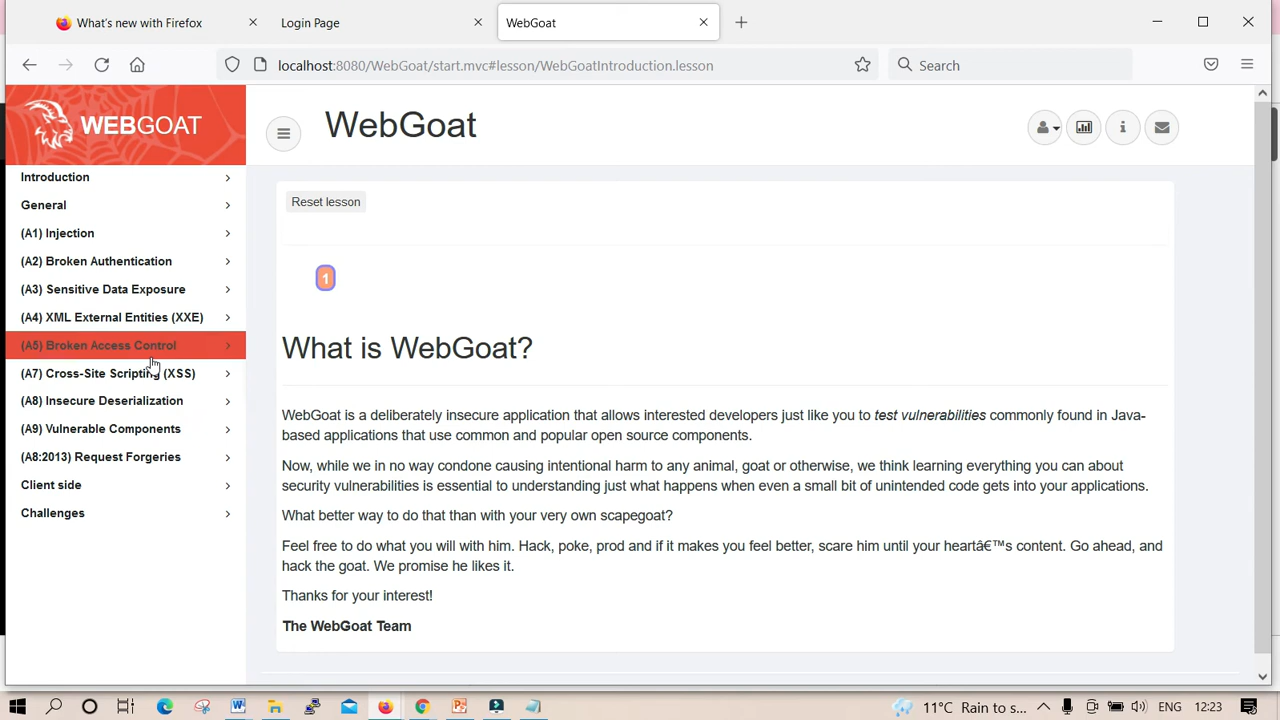 What's new with Firefox
Login Page
WebGoat
localhost:8080/WebGoat/start.mvc#lesson/WebGoatIntroduction.lesson
Search
WEBGOAT
WebGoat
Introduction
General
(A1) Injection
(A2) Broken Authentication
(A3) Sensitive Data Exposure
(A4) XML External Entities (XXE)
(A5) Broken Access Control
(A7) Cross-Site Scripting (XSS)
(A8) Insecure Deserialization
(A9) Vulnerable Components
(A8:2013) Request Forgeries
Client side
Challenges
Reset lesson
1
What is WebGoat?
WebGoat is a deliberately insecure application that allows interested developers just like you to test vulnerabilities commonly found in Java-
based applications that use common and popular open source components.
Now, while we in no way condone causing intentional harm to any animal, goat or otherwise, we think learning everything you can about
security vulnerabilities is essential to understanding just what happens when even a small bit of unintended code gets into your applications.
What better way to do that than with your very own scapegoat?
Feel free to do what you will with him. Hack, poke, prod and if it makes you feel better, scare him until your heartâ€™s content. Go ahead, and
hack the goat. We promise he likes it.
Thanks for your interest!
The WebGoat Team
11°C Rain to s...
ENG
12:23